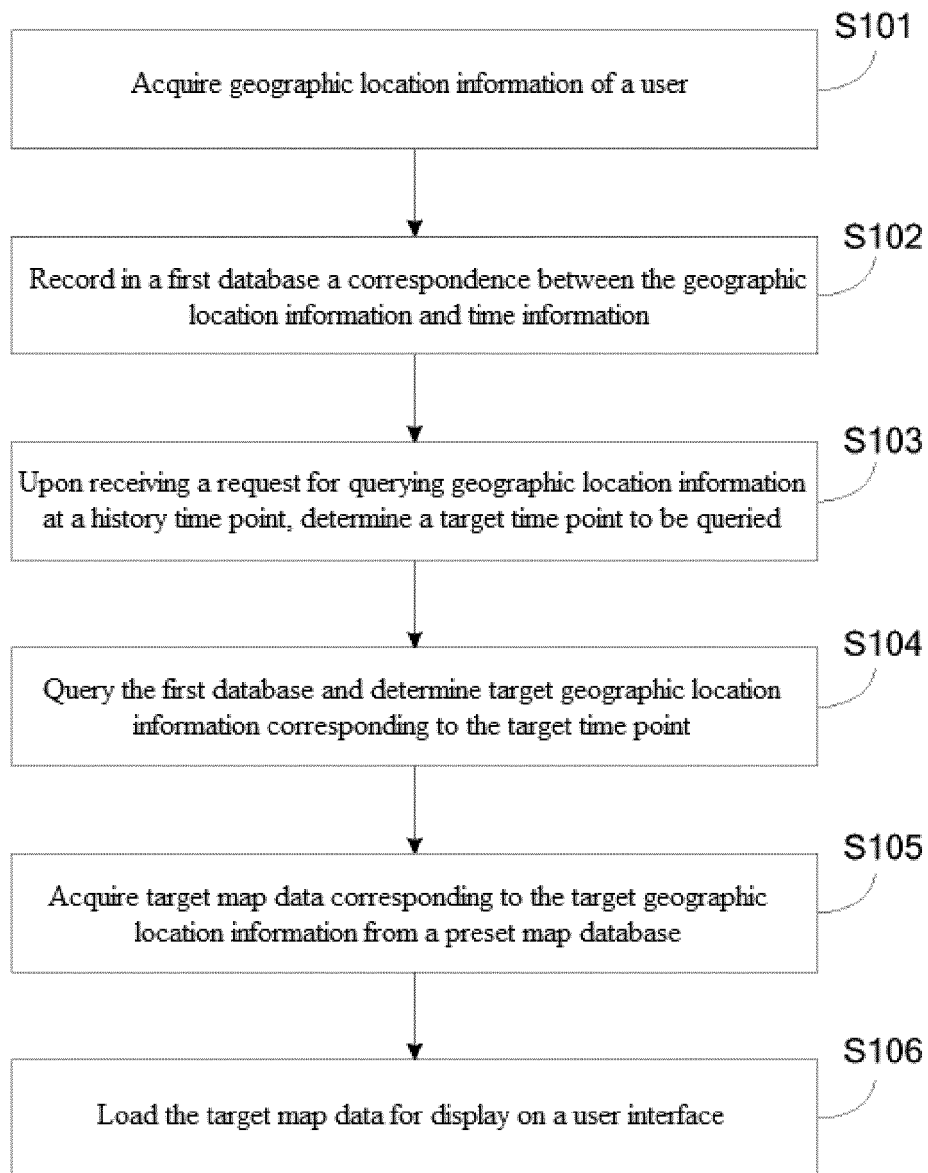 S101
Acquire geographic location information of a user
S102
Record in a first database a correspondence between the geographic
location information and time information
S103
Upon receiving a request for querying geographic location information
at a history time point, determine a target time point to be queried
S104
Query the first database and determine target geographic location
information corresponding to the target time point
S105
Acquire target map data corresponding to the target geographic
location information from a preset map database
S106
Load the target map data for display on a user interface